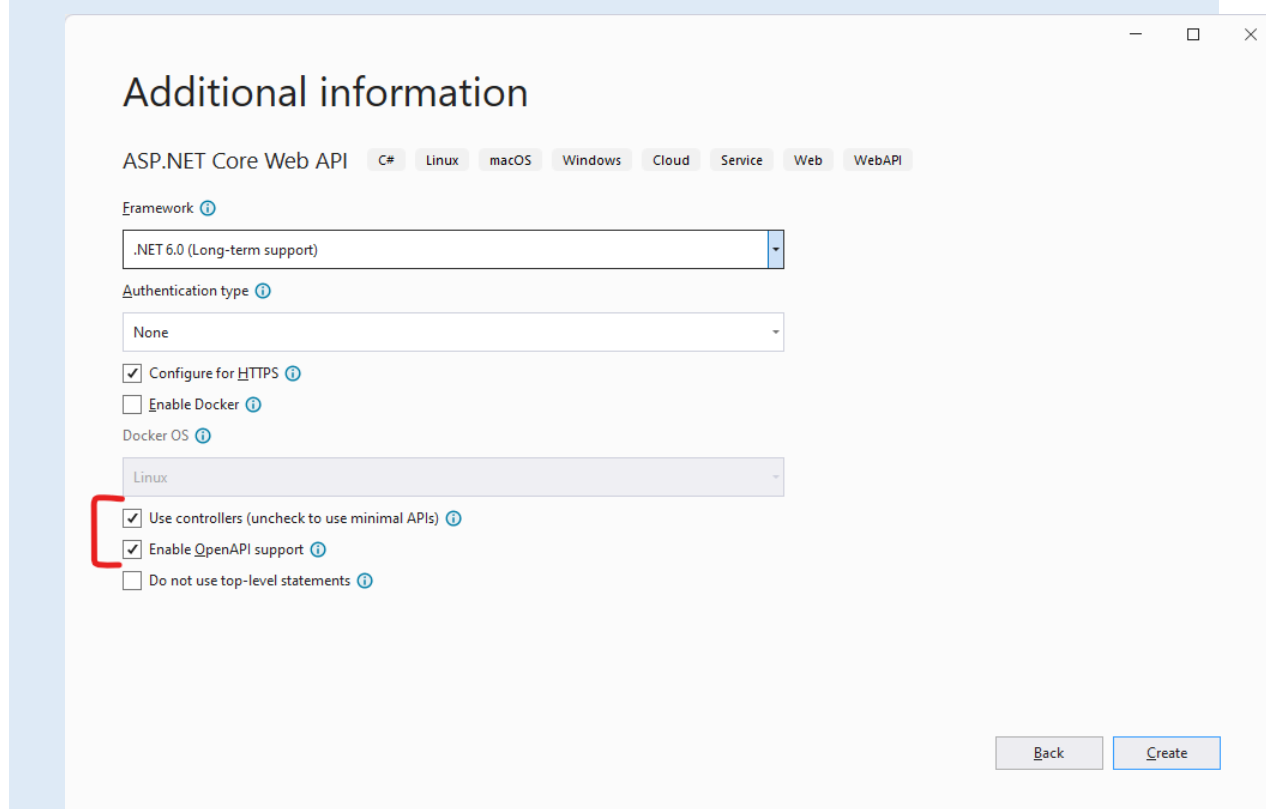 Additional information
ASP.NET Core Web API C# Linux macOS Windows Cloud Service Web WebAPI
Framework
.NET 6.0 (Long-term support)
Authentication type
None
Configure for HTTPS
Enable Docker
Docker OS
Linux
Use controllers (uncheck to use minimal APIs)
Enable OpenAPI support
Do not use top-level statements
Back Create